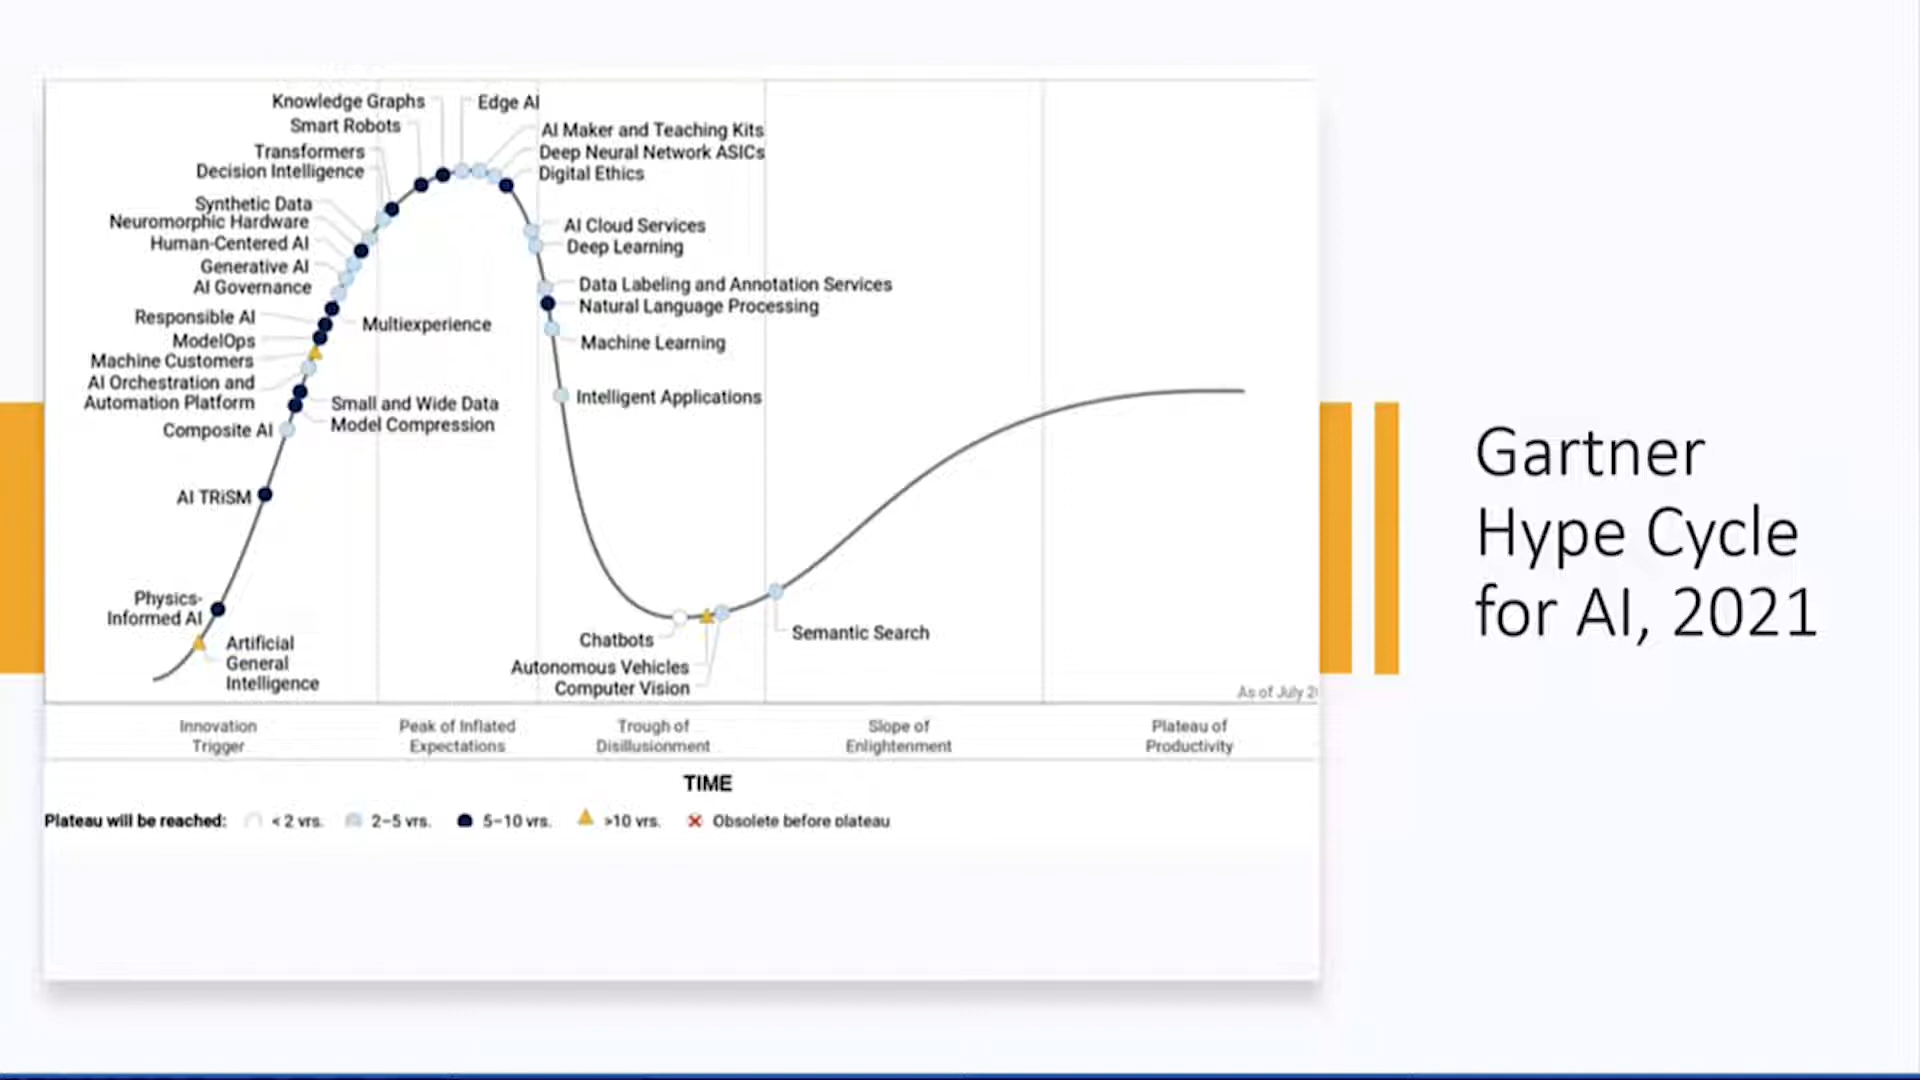 Knowledge Graphs
Edge AI
Smart Robots
AI Maker and Teaching Kits
Transformers
Deep Neural Network ASICs
Decision Intelligence
Digital Ethics
Synthetic Data
Neuromorphic Hardware
AI Cloud Services
Human-Centered AI
Deep Learning
Generative AI
AI Governance
Data Labeling and Annotation Services
Natural Language Processing
Responsible AI
Multiexperience
ModelOps
Machine Learning
Machine Customers
AI Orchestration and
Automation Platform
Intelligent Applications
Small and Wide Data
Model Compression
Composite AI
AI TRiSM
Physics-
Informed AI
Artificial
General
Intelligence
Chatbots
Semantic Search
Autonomous Vehicles
Computer Vision
As of July 2
Innovation
Trigger
Peak of Inflated
Expectations
Trough of
Disillusionment
Slope of
Enlightenment
Plateau of
Productivity
TIME
Plateau will be reached: < 2 yrs. 2–5 yrs. 5–10 yrs. >10 yrs. Obsolete before plateau
Gartner
Hype Cycle
for AI, 2021